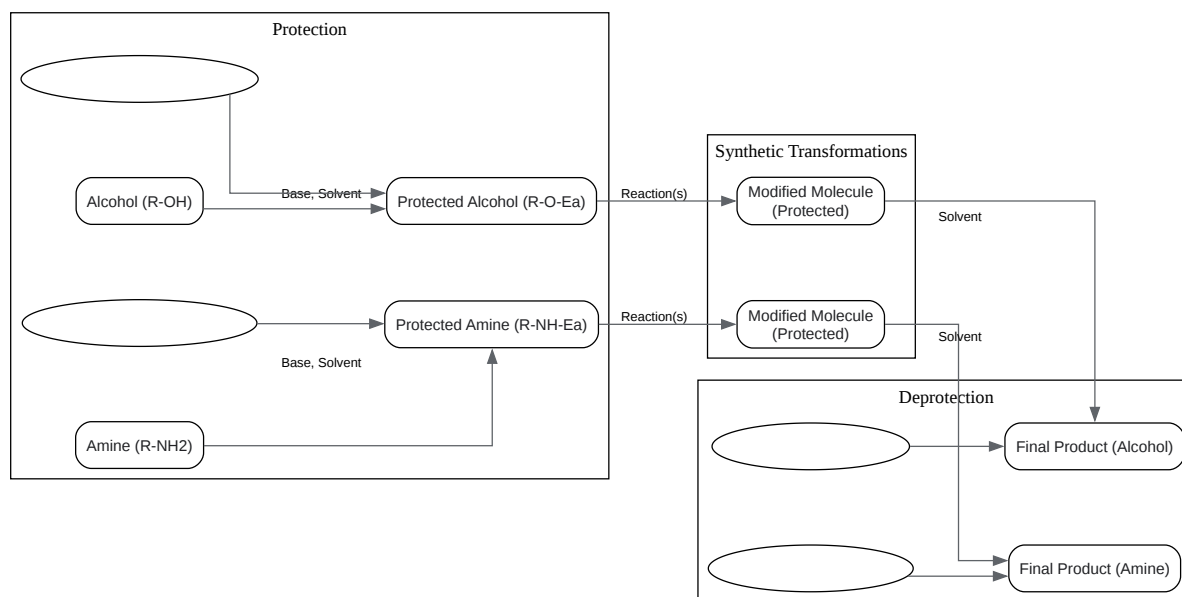 Protection
Base, Solvent
Alcohol (R-OH)
Protected Alcohol (R-O-Ea)
Reaction(s)
Protected Amine (R-NH-Ea)
Reaction(s)
Base, Solvent
Amine (R-NH2)
Synthetic Transformations
Modified Molecule
(Protected)
Solvent
Modified Molecule
(Protected)
Solvent
Deprotection
Final Product (Alcohol)
Final Product (Amine)